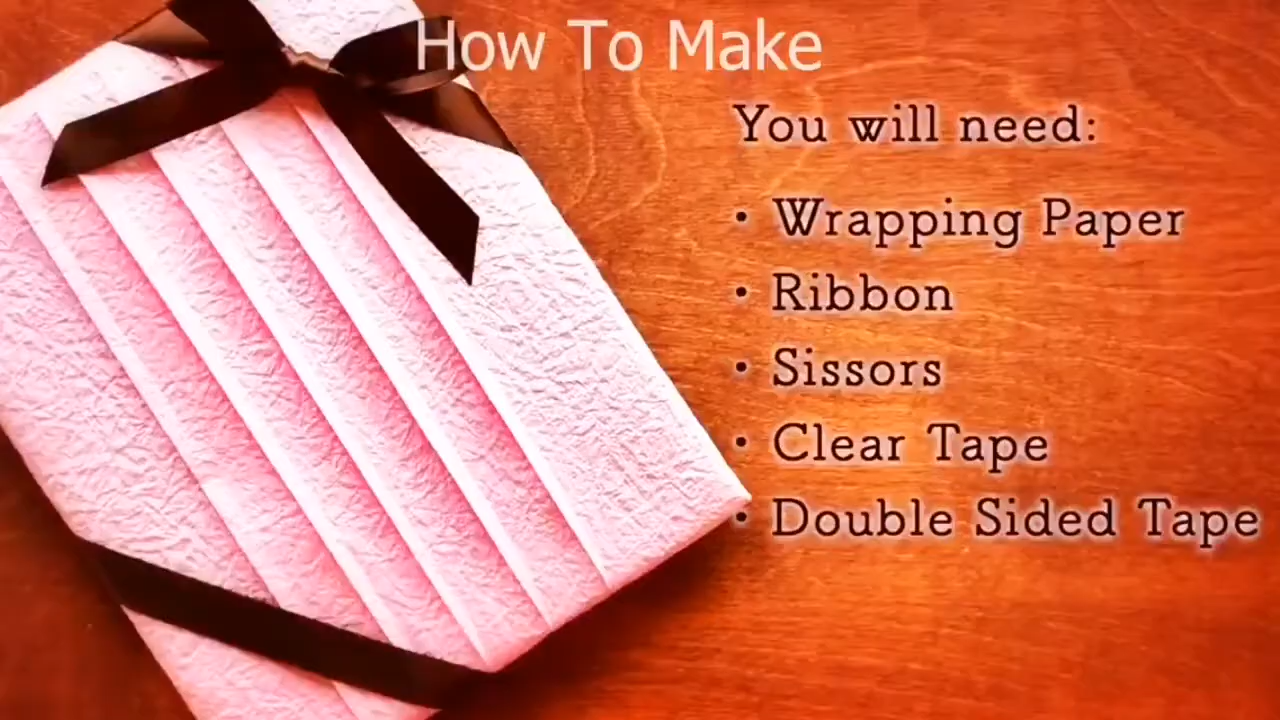 How To Make
You will need:
• Wrapping Paper
• Ribbon
• Sissors
• Clear Tape
• Double Sided Tape